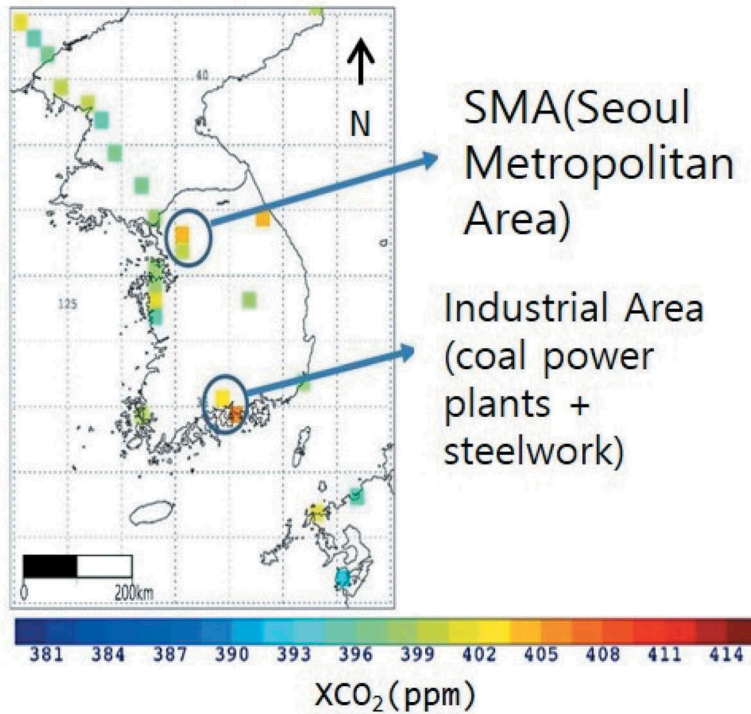 40
N
SMA(Seoul
Metropolitan
Area)
125
Industrial Area
(coal power
plants +
steelwork)
0
200km
381 384 387 390 393 396 399 402 405 408 411 414
XCO₂(ppm)